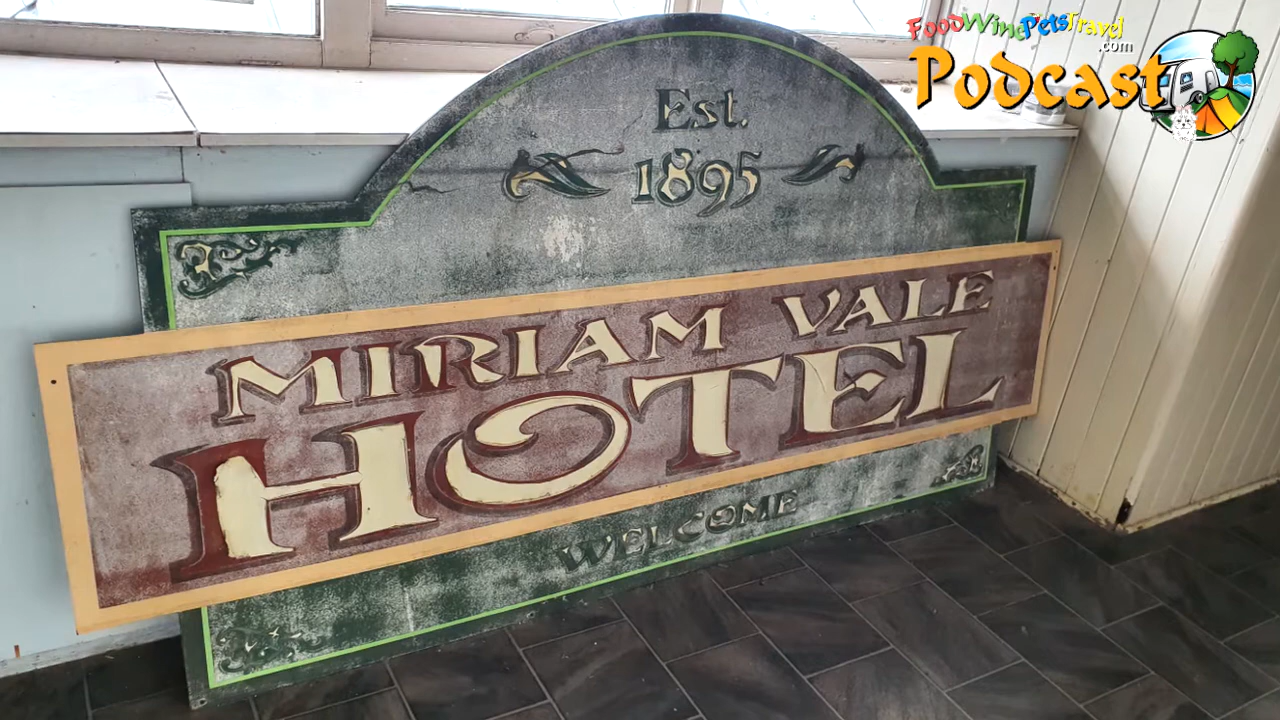 FoodWinePetsTravel
.com
Podcast
Est.
1895
MIRIAM VALE
HOTEL
WELCOME